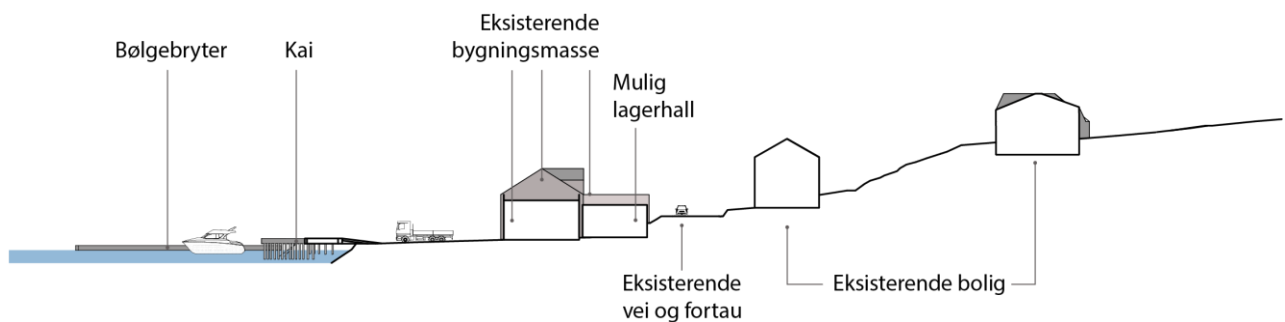 Bølgebryter
Kai
Eksisterende
bygningsmasse
Mulig
lagerhall
Eksisterende
vei og fortau
Eksisterende bolig